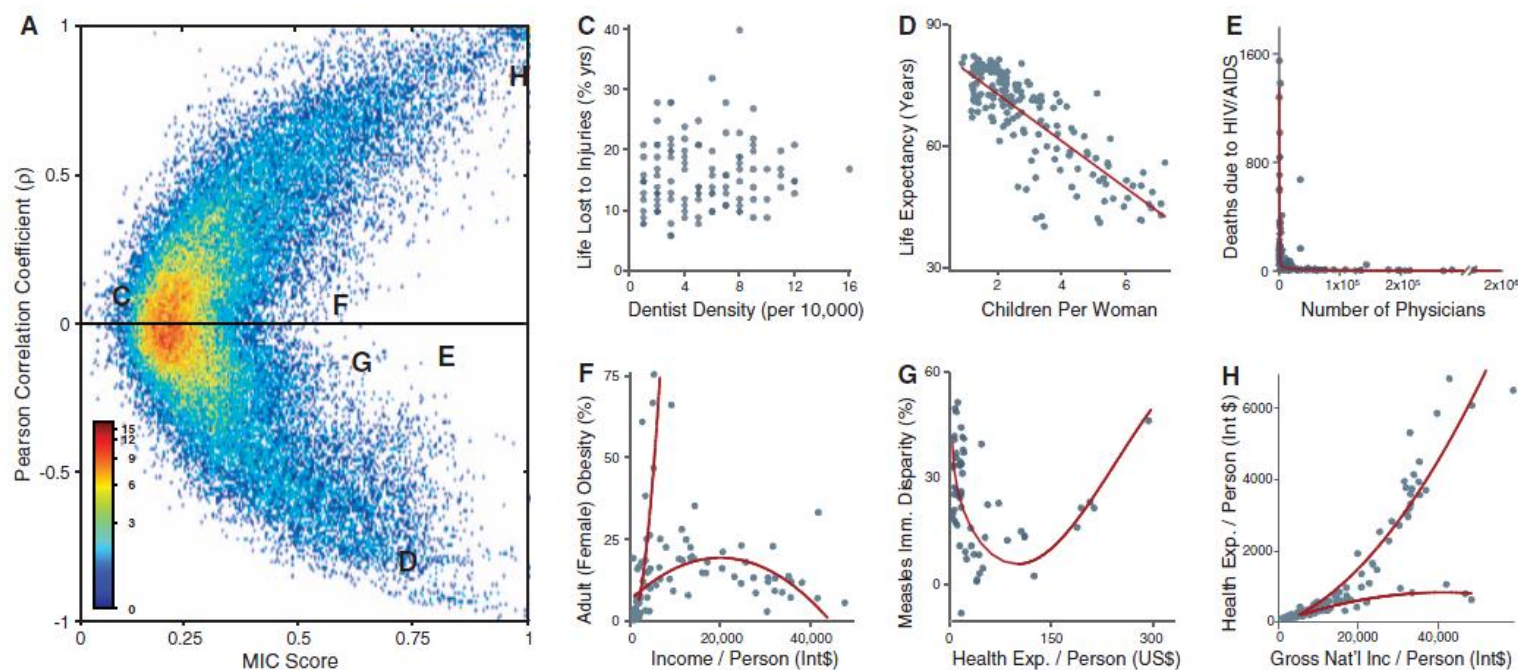 A
1
0.5
0
-0.5
-1
Pearson Correlation Coefficient (ρ)
H
C
F
G
E
D
15
12
9
6
3
0
0
0.25
0.5
0.75
1
MIC Score
C
40
30
20
10
0
Life Lost to Injuries (% yrs)
0
4
8
12
16
Dentist Density (per 10,000)
D
90
60
30
Life Expectancy (Years)
2
4
6
Children Per Woman
E
1600
800
0
Deaths due to HIV/AIDS
0
1x10⁵
2x10⁵
2x10⁶
Number of Physicians
F
75
50
25
0
Adult (Female) Obesity (%)
0
20,000
40,000
Income / Person (Int$)
G
60
30
0
Measles Imm. Disparity (%)
0
150
300
Health Exp. / Person (US$)
H
6000
4000
2000
0
Health Exp. / Person (Int $)
20,000
40,000
Gross Nat'l Inc / Person (Int$)